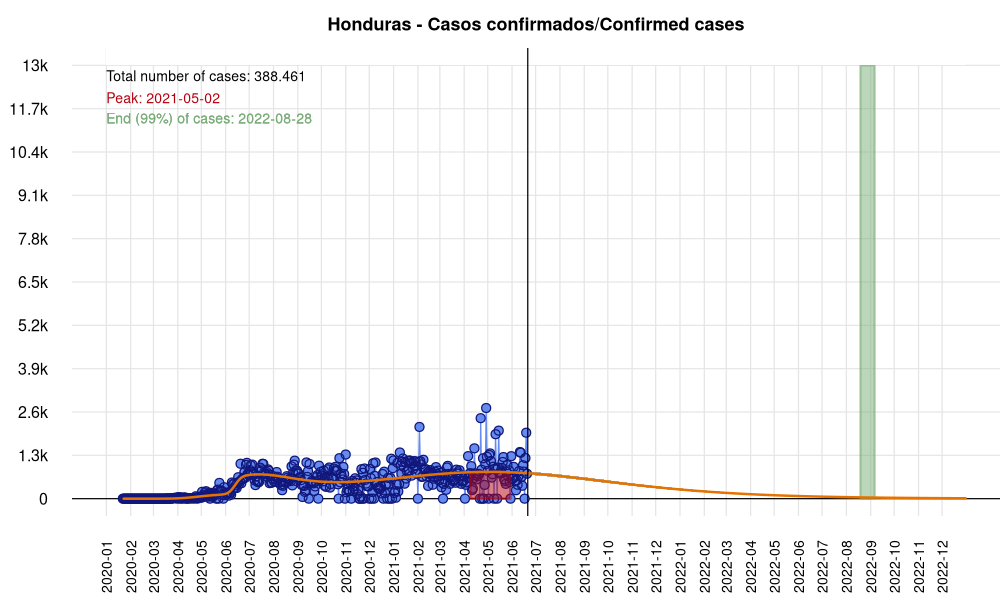 Honduras - Casos confirmados/Confirmed cases
13k
11.7k
10.4k
9.1k
7.8k
6.5k
5.2k
3.9k
2.6k
1.3k
0
Total number of cases: 388.461
Peak: 2021-05-02
End (99%) of cases: 2022-08-28
2020-01
2020-02
2020-03
2020-04
2020-05
2020-06
2020-07
2020-08
2020-09
2020-10
2020-11
2020-12
2021-01
2021-02
2021-03
2021-04
2021-05
2021-06
2021-07
2021-08
2021-09
2021-10
2021-11
2021-12
2022-01
2022-02
2022-03
2022-04
2022-05
2022-06
2022-07
2022-08
2022-09
2022-10
2022-11
2022-12